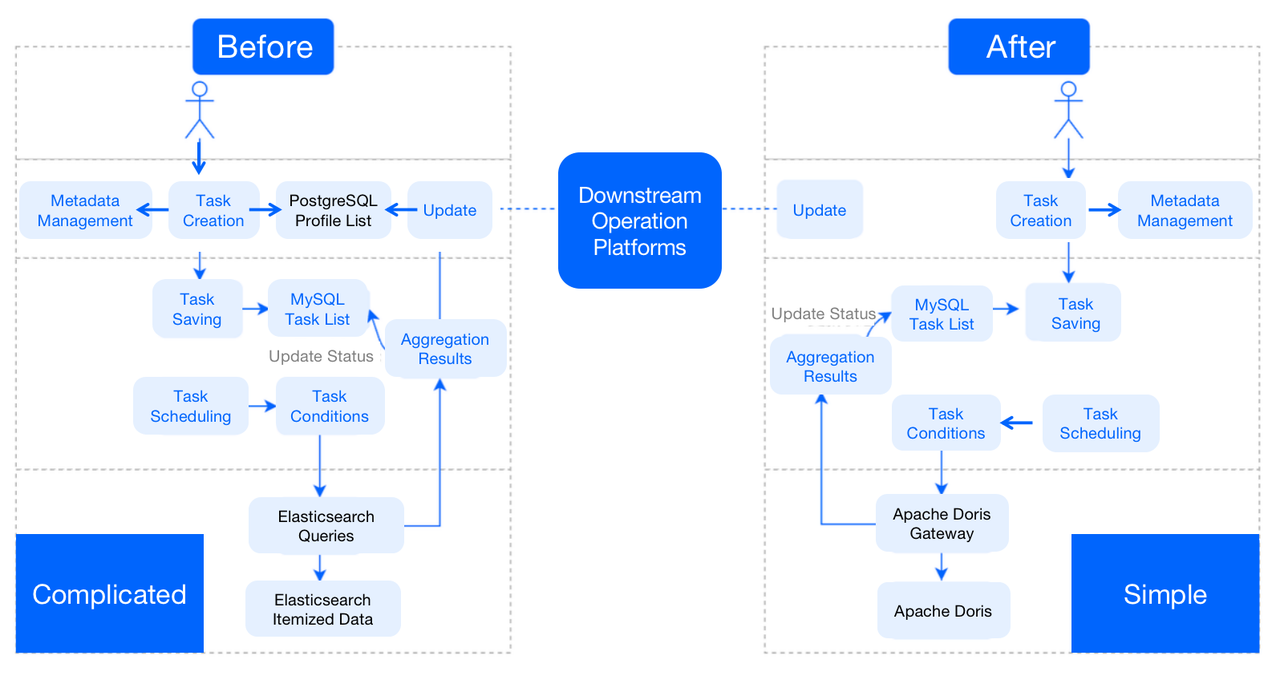 Before
Metadata
Management
Task
Creation
PostgreSQL
Profile List
Update
Task
Saving
MySQL
Task List
Update Status
Aggregation
Results
Task
Scheduling
Task
Conditions
Elasticsearch
Queries
Elasticsearch
Itemized Data
Complicated
Downstream
Operation
Platforms
After
Update
Task
Creation
Metadata
Management
Update Status
MySQL
Task List
Task
Saving
Aggregation
Results
Task
Conditions
Task
Scheduling
Apache Doris
Gateway
Apache Doris
Simple